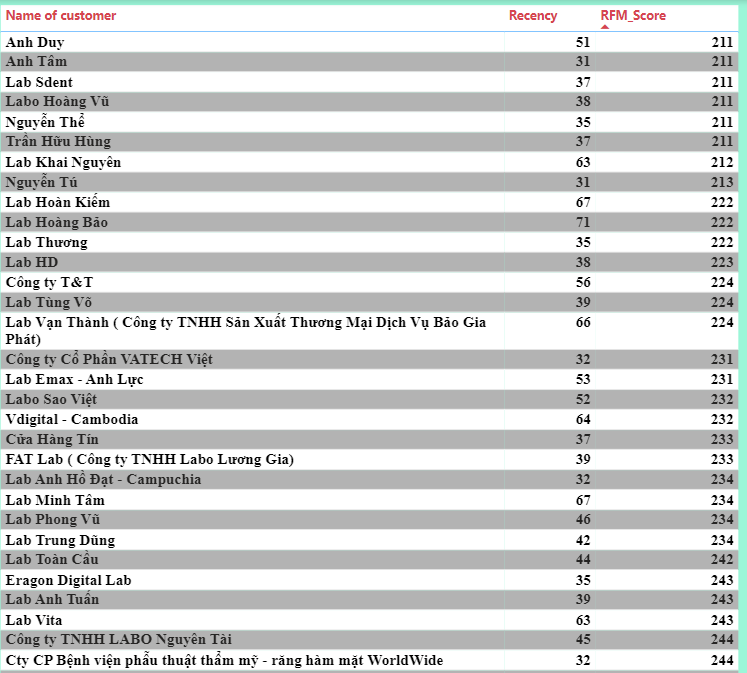 Name of customer Recency RFM_Score
Anh Duy 51 211
Anh Tâm 31 211
Lab Sdent 37 211
Labo Hoàng Vũ 38 211
Nguyễn Thể 35 211
Trần Hữu Hùng 37 211
Lab Khai Nguyên 63 212
Nguyễn Tú 31 213
Lab Hoàn Kiếm 67 222
Lab Hoàng Bảo 71 222
Lab Thương 35 222
Lab HD 38 223
Công ty T&T 56 224
Lab Tùng Võ 39 224
Lab Vạn Thành ( Công ty TNHH Sản Xuất Thương Mại Dịch Vụ Bảo Gia 66 224
Phát)
Công ty Cổ Phần VATECH Việt 32 231
Lab Emax - Anh Lực 53 231
Labo Sao Việt 52 232
Vdigital - Cambodia 64 232
Cửa Hàng Tín 37 233
FAT Lab ( Công ty TNHH Labo Lương Gia) 39 233
Lab Anh Hồ Đạt - Campuchia 32 234
Lab Minh Tâm 67 234
Lab Phong Vũ 46 234
Lab Trung Dũng 42 234
Lab Toàn Cầu 44 242
Eragon Digital Lab 35 243
Lab Anh Tuấn 39 243
Lab Vita 63 243
Công ty TNHH LABO Nguyên Tài 45 244
Cty CP Bệnh viện phẫu thuật thẩm mỹ - răng hàm mặt WorldWide 32 244